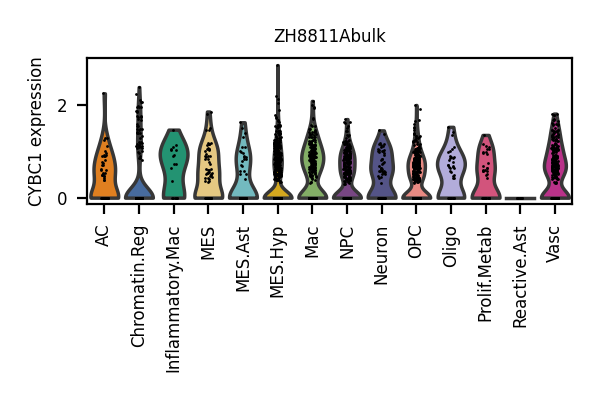 ZH8811Abulk
CYBC1 expression
2
0
AC
Chromatin.Reg
Inflammatory.Mac
MES
MES.Ast
MES.Hyp
Mac
NPC
Neuron
OPC
Oligo
Prolif.Metab
Reactive.Ast
Vasc